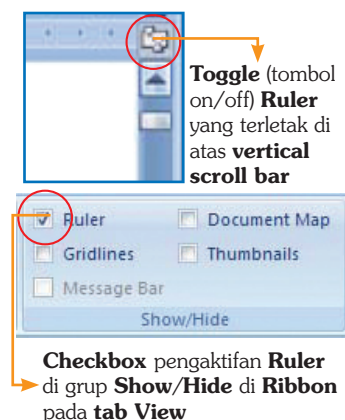 Toggle (tombol
on/off) Ruler
yang terletak di
atas vertical
scroll bar
Ruler
Document Map
Gridlines
Thumbnails
Message Bar
Show/Hide
Checkbox pengaktifan Ruler
di grup Show/Hide di Ribbon
pada tab View